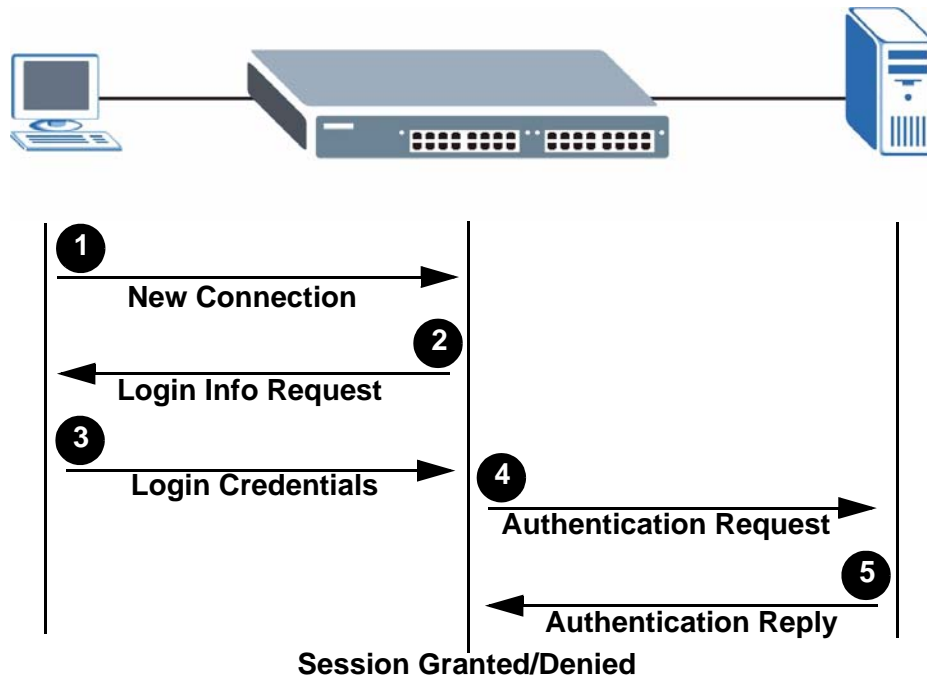 1
New Connection
2
Login Info Request
3
Login Credentials
4
Authentication Request
5
Authentication Reply
Session Granted/Denied